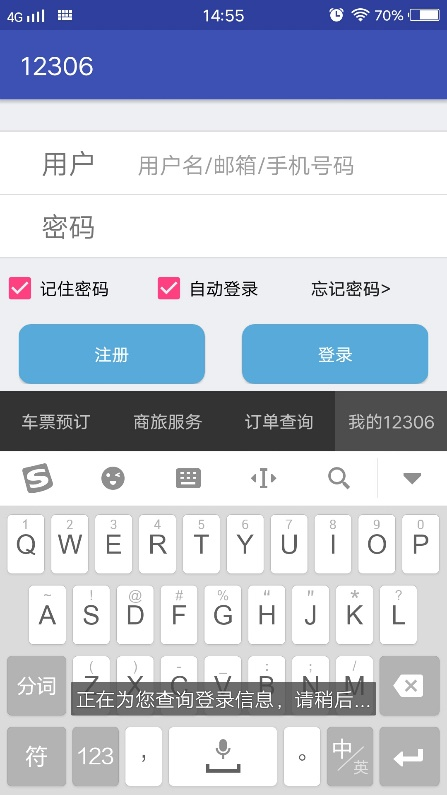 4G 14:55 70%
12306
用户 用户名/邮箱/手机号码
密码
记住密码 自动登录 忘记密码>
注册 登录
车票预订 商旅服务 订单查询 我的12306
S
1 2 3 4 5 6 7 8 9 0
Q W E R T Y U I O P
~ ! @ # % “ ” * ?
A S D F G H J K L
( ) - _ : ; /
分词 Z X C V B N M
正在为您查询登录信息，请稍后...
符 123 ， 。 中/英